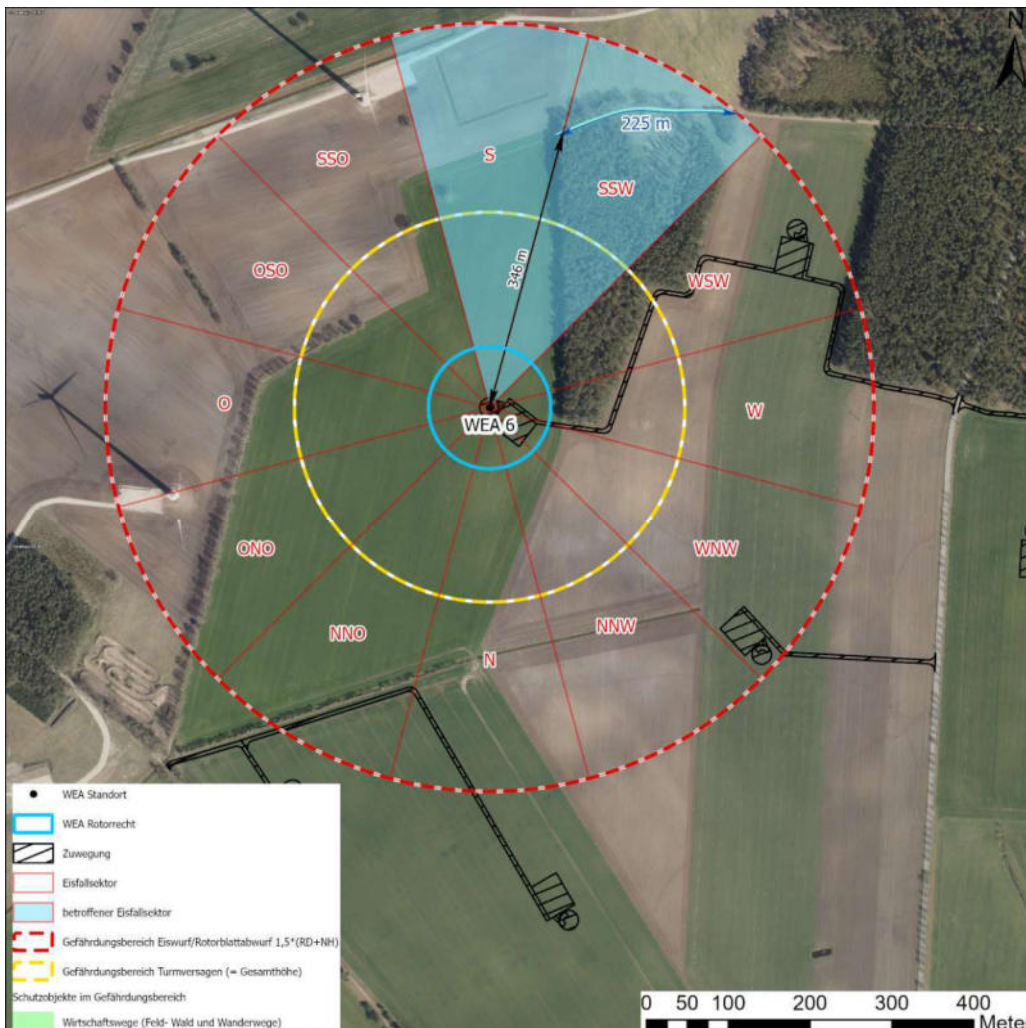 N
225 m
SSO
S
SSW
346 m
OSO
WSW
O
W
WEA 6
ONO
WNW
NNO
NNW
N
WEA Standort
WEA Rotorrecht
Zuwegung
Eisfallsektor
betroffener Eisfallsektor
Gefährdungsbereich Eiswurf/Rotorblattabwurf 1,5*(RD+NH)
Gefährdungsbereich Turmversagen (= Gesamthöhe)
Schutzobjekte im Gefährdungsbereich
Wirtschaftswege (Feld- Wald und Wanderwege)
0 50 100 200 300 400
Mete